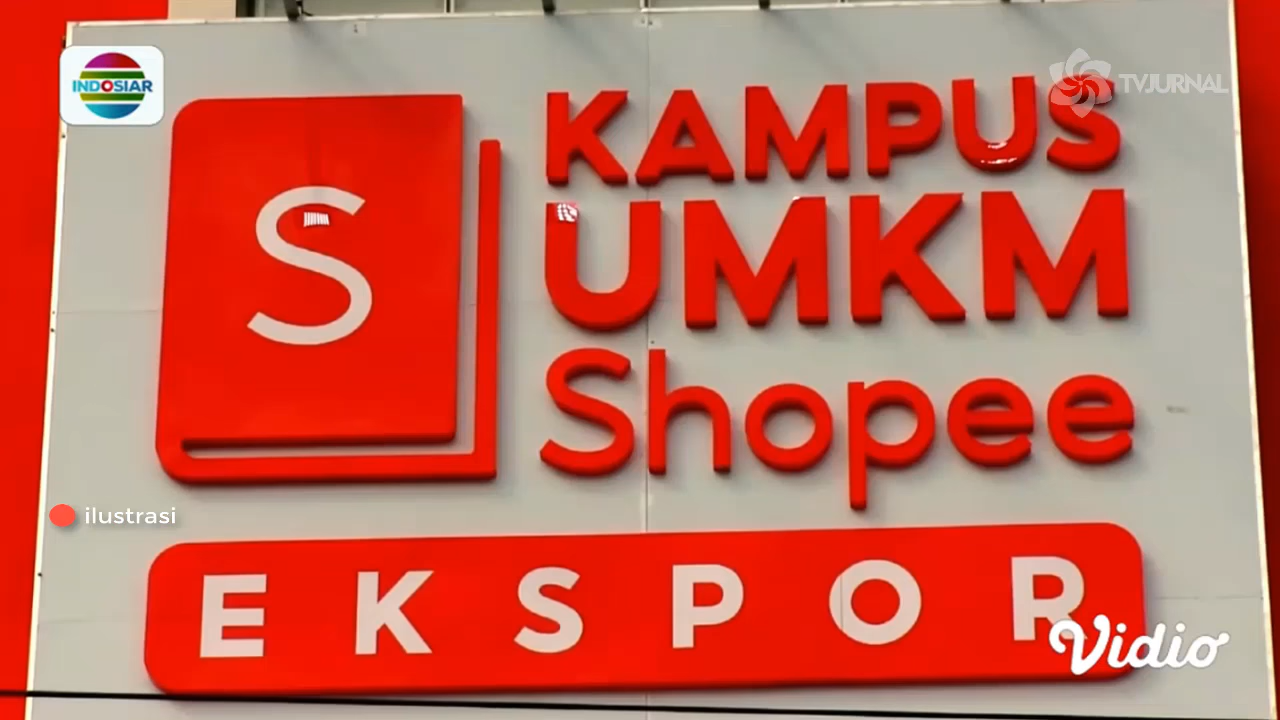 INDOSIAR
TVJURNAL
S
KAMPUS
UMKM
Shopee
ilustrasi
EKSPOR
Vidio